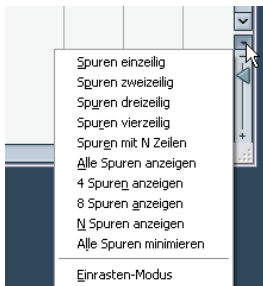 Spuren einzeilig
Spuren zweizeilig
Spuren dreizeilig
Spuren vierzeilig
Spuren mit N Zeilen
Alle Spuren anzeigen
4 Spuren anzeigen
8 Spuren anzeigen
N Spuren anzeigen
Alle Spuren minimieren
Einrasten-Modus